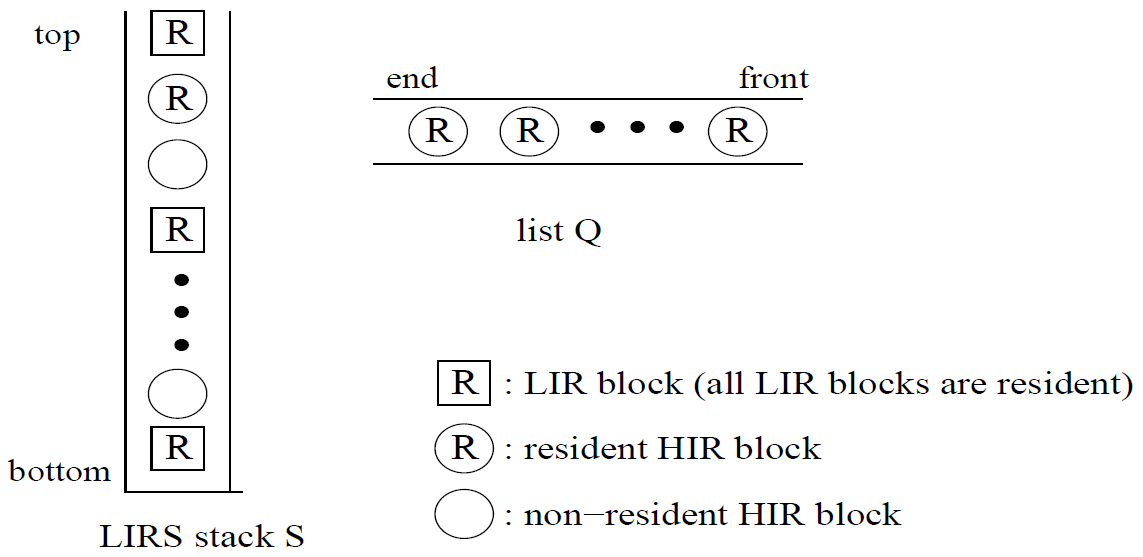 top
R
R
R
R
bottom
LIRS stack S
end front
R R R
list Q
R : LIR block (all LIR blocks are resident)
R : resident HIR block
: non−resident HIR block